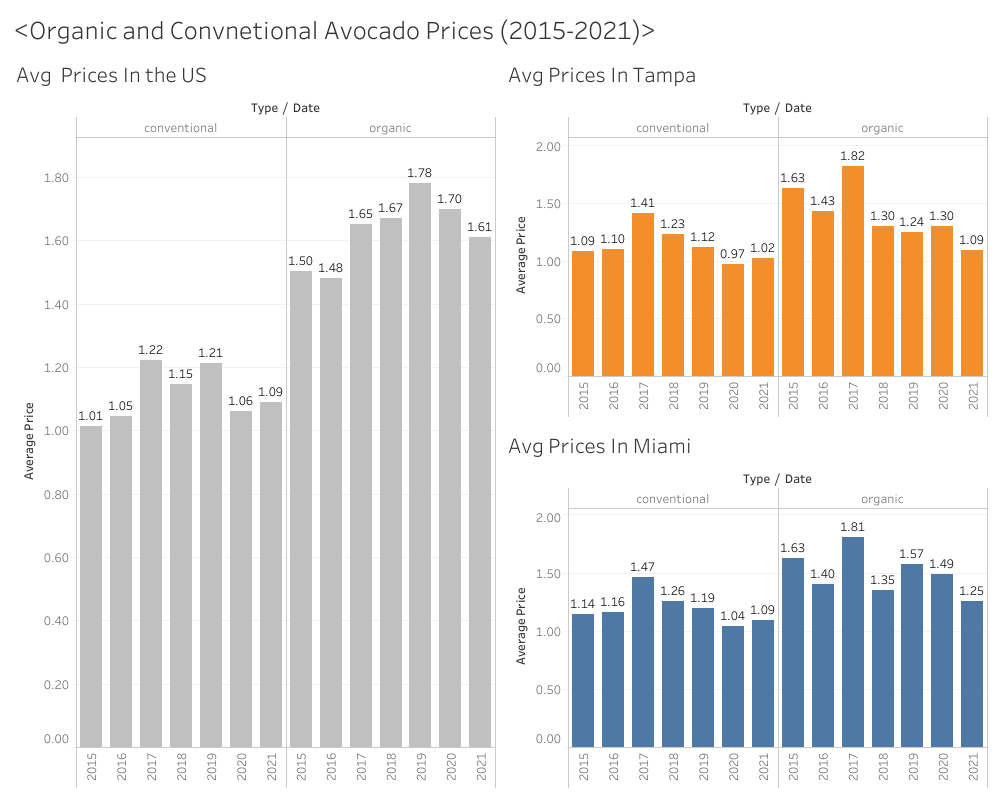 <Organic and Convnetional Avocado Prices (2015-2021)>
Avg  Prices In the US
Type / Date
conventional organic
Average Price
1.80
1.60
1.40
1.20
1.00
0.80
0.60
0.40
0.20
0.00
1.01 1.05 1.22 1.15 1.21 1.06 1.09 1.50 1.48 1.65 1.67 1.78 1.70 1.61
2015 2016 2017 2018 2019 2020 2021 2015 2016 2017 2018 2019 2020 2021
Avg Prices In Tampa
Type / Date
conventional organic
Average Price
2.00
1.50
1.00
0.50
0.00
1.09 1.10 1.41 1.23 1.12 0.97 1.02 1.63 1.43 1.82 1.30 1.24 1.30 1.09
2015 2016 2017 2018 2019 2020 2021 2015 2016 2017 2018 2019 2020 2021
Avg Prices In Miami
Type / Date
conventional organic
Average Price
2.00
1.50
1.00
0.50
0.00
1.14 1.16 1.47 1.26 1.19 1.04 1.09 1.63 1.40 1.81 1.35 1.57 1.49 1.25
2015 2016 2017 2018 2019 2020 2021 2015 2016 2017 2018 2019 2020 2021